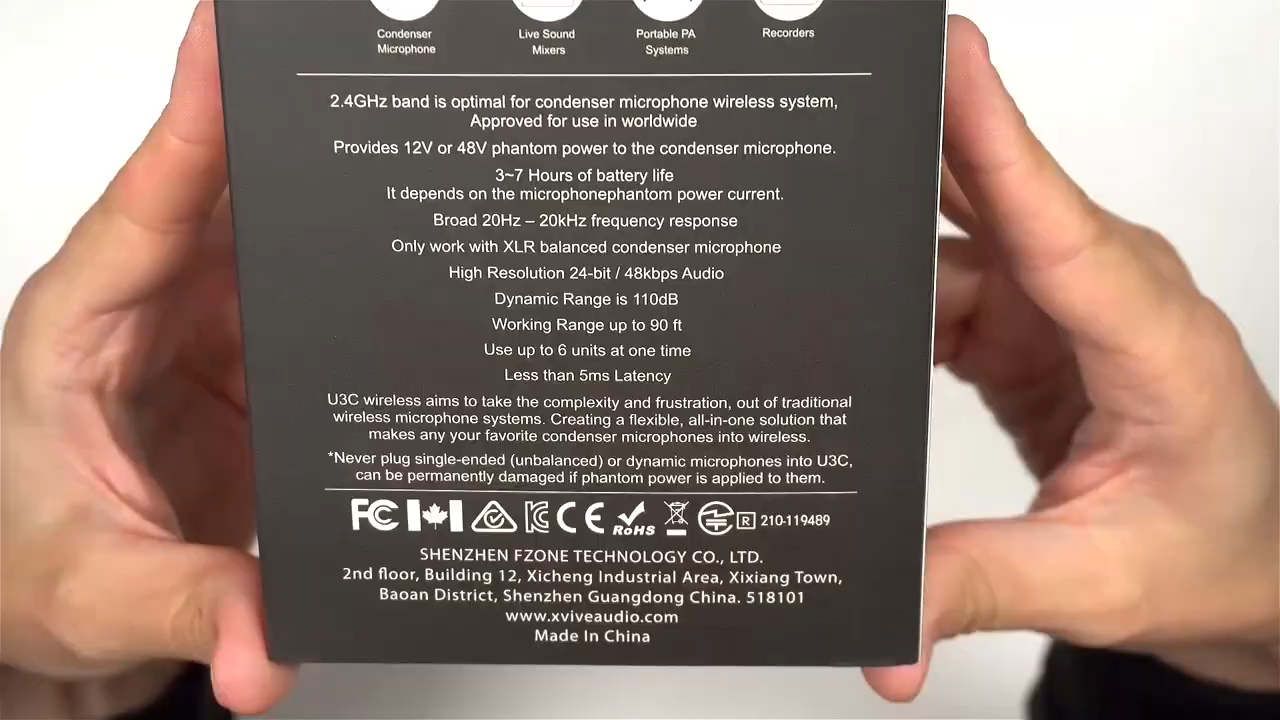 Condenser
Microphone
Live Sound
Mixers
Portable PA
Systems
Recorders
2.4GHz band is optimal for condenser microphone wireless system,
Approved for use in worldwide
Provides 12V or 48V phantom power to the condenser microphone.
3~7 Hours of battery life
It depends on the microphonephantom power current.
Broad 20Hz – 20kHz frequency response
Only work with XLR balanced condenser microphone
High Resolution 24-bit / 48kbps Audio
Dynamic Range is 110dB
Working Range up to 90 ft
Use up to 6 units at one time
Less than 5ms Latency
U3C wireless aims to take the complexity and frustration, out of traditional
wireless microphone systems. Creating a flexible, all-in-one solution that
makes any your favorite condenser microphones into wireless.
*Never plug single-ended (unbalanced) or dynamic microphones into U3C,
can be permanently damaged if phantom power is applied to them.
FC CE RoHS R 210-119489
SHENZHEN FZONE TECHNOLOGY CO., LTD.
2nd floor, Building 12, Xicheng Industrial Area, Xixiang Town,
Baoan District, Shenzhen Guangdong China. 518101
www.xviveaudio.com
Made In China